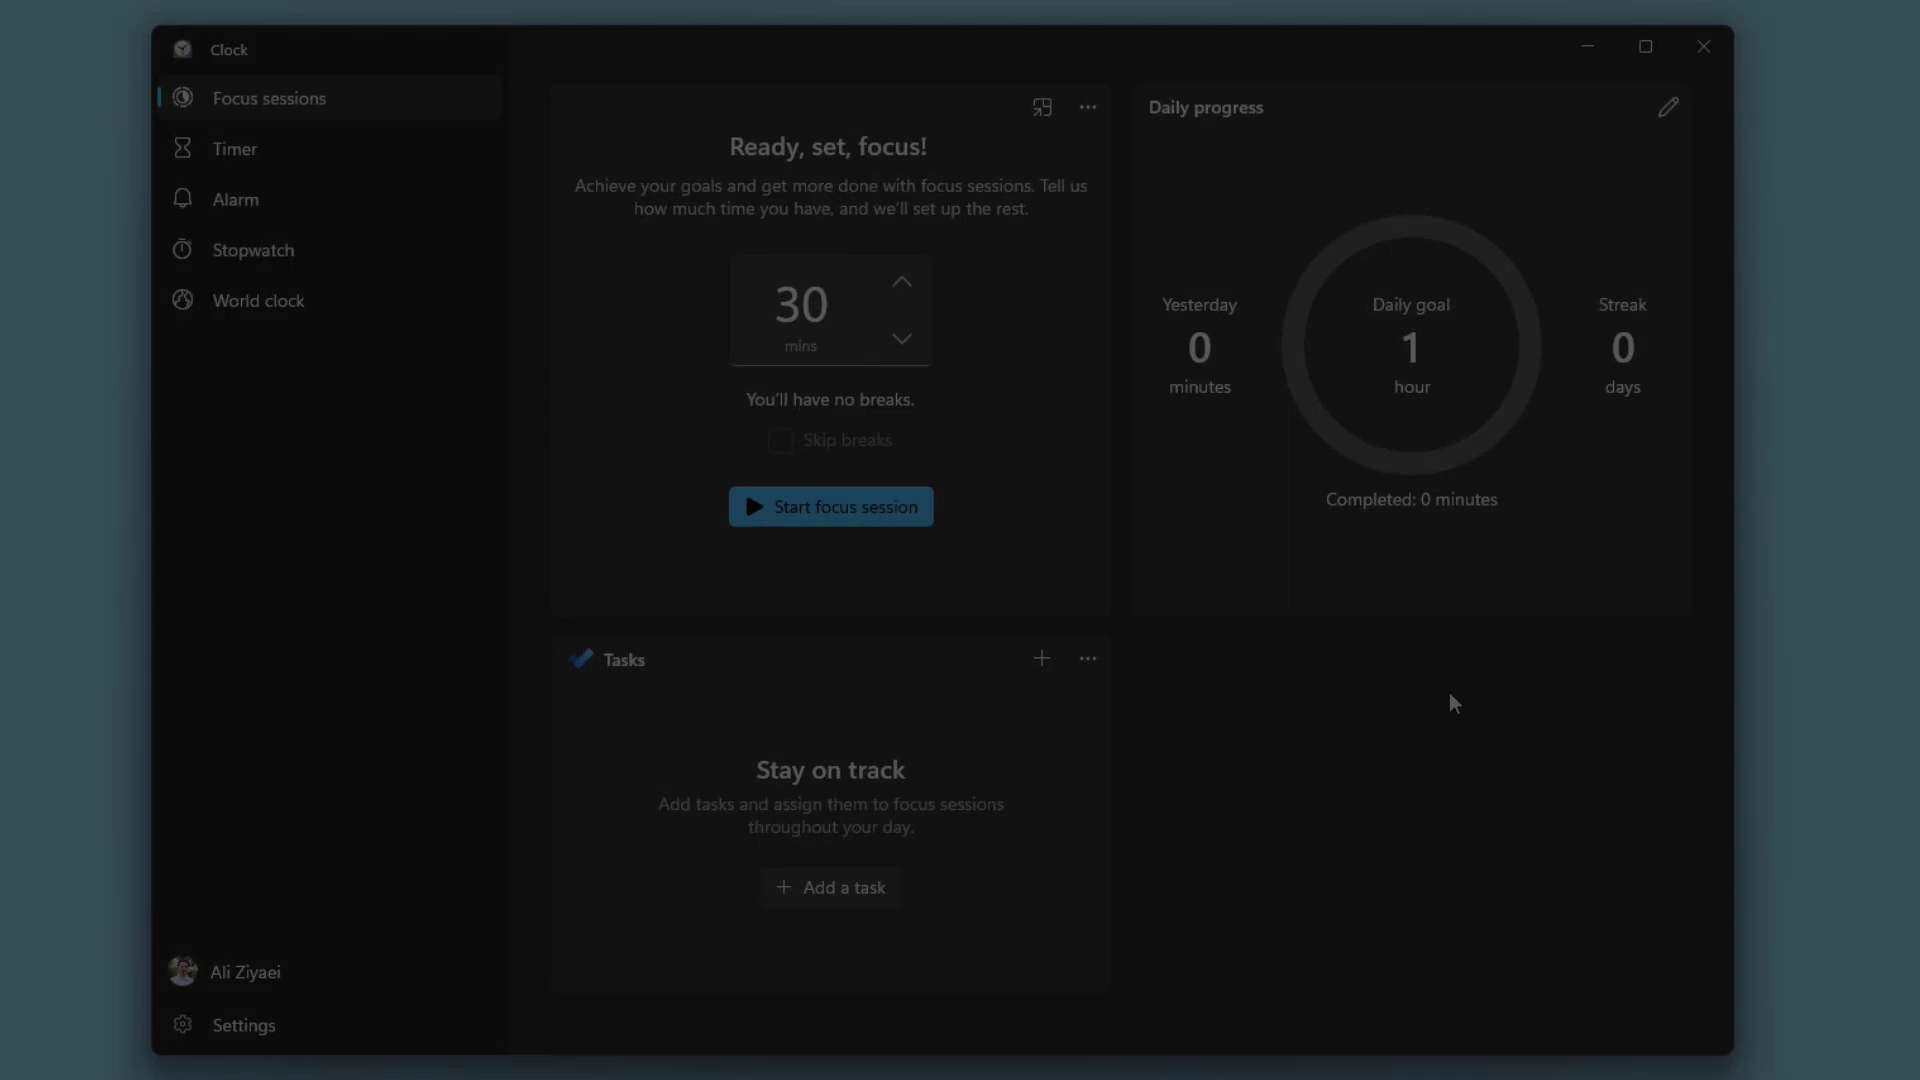 Clock
Focus sessions
Timer
Alarm
Stopwatch
World clock
Ali Ziyaei
Settings
Ready, set, focus!
Achieve your goals and get more done with focus sessions. Tell us
how much time you have, and we'll set up the rest.
30
mins
You'll have no breaks.
Skip breaks
Start focus session
Daily progress
Yesterday
0
minutes
Daily goal
1
hour
Streak
0
days
Completed: 0 minutes
Tasks
Stay on track
Add tasks and assign them to focus sessions
throughout your day.
Add a task